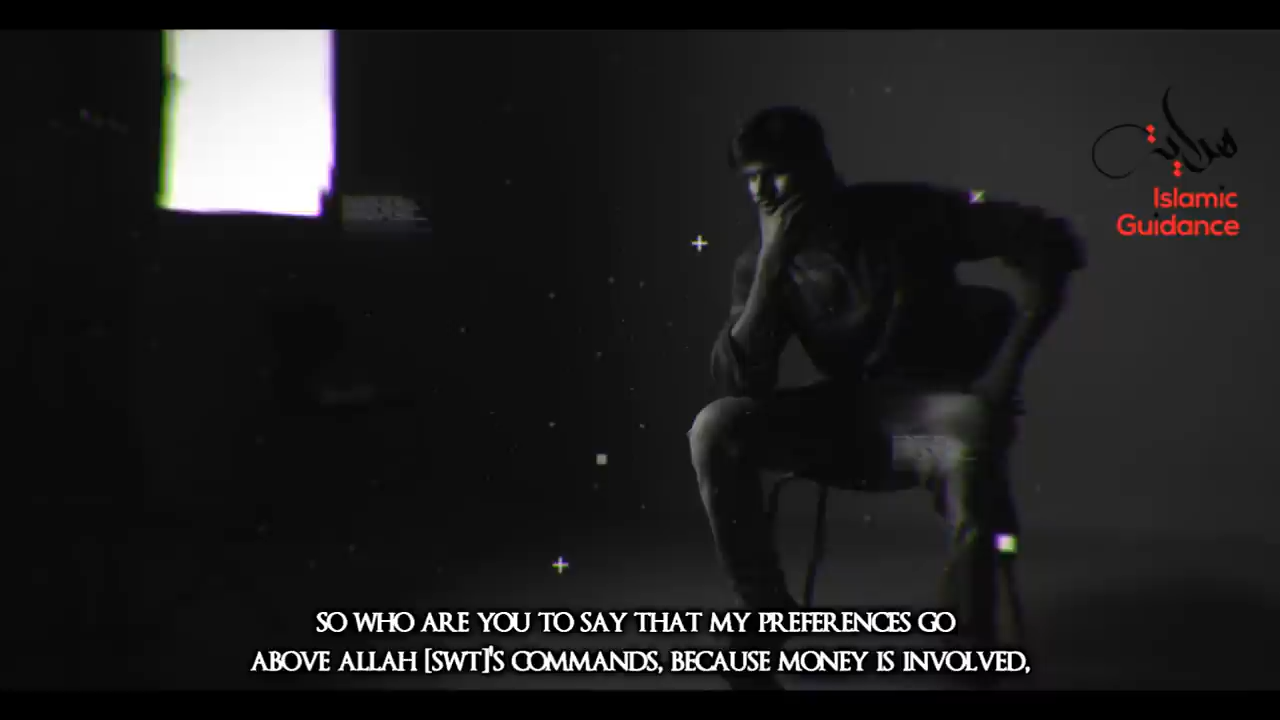 هداية
Islamic
Guidance
SO WHO ARE YOU TO SAY THAT MY PREFERENCES GO
ABOVE ALLAH [SWT]'S COMMANDS, BECAUSE MONEY IS INVOLVED,